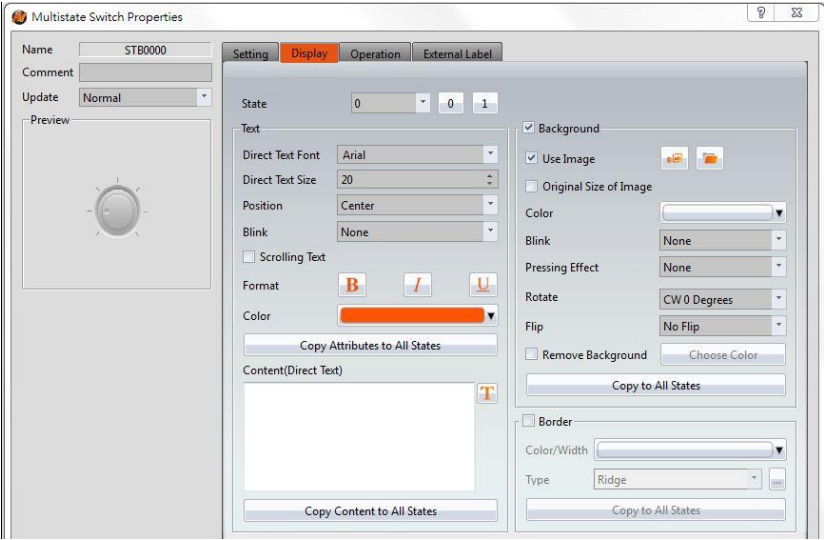 Multistate Switch Properties
Name STB0000
Comment
Update Normal
Preview
Setting Display Operation External Label
State 0 0 1
Text
Direct Text Font Arial
Direct Text Size 20
Position Center
Blink None
Scrolling Text
Format B I U
Color
Copy Attributes to All States
Content(Direct Text)
T
Copy Content to All States
Background
Use Image
Original Size of Image
Color
Blink None
Pressing Effect None
Rotate CW 0 Degrees
Flip No Flip
Remove Background Choose Color
Copy to All States
Border
Color/Width
Type Ridge ...
Copy to All States